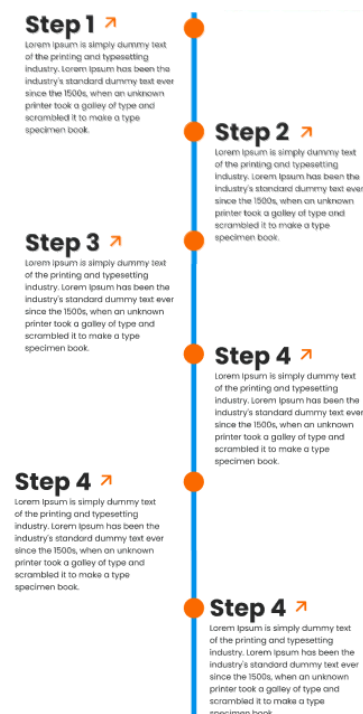 Step 1
Lorem Ipsum is simply dummy text
of the printing and typesetting
industry. Lorem Ipsum has been the
industry's standard dummy text ever
since the 1500s, when an unknown
printer took a galley of type and
scrambled it to make a type
specimen book.
Step 2
Lorem Ipsum is simply dummy text
of the printing and typesetting
industry. Lorem Ipsum has been the
industry's standard dummy text ever
since the 1500s, when an unknown
printer took a galley of type and
scrambled it to make a type
specimen book.
Step 3
Lorem Ipsum is simply dummy text
of the printing and typesetting
industry. Lorem Ipsum has been the
industry's standard dummy text ever
since the 1500s, when an unknown
printer took a galley of type and
scrambled it to make a type
specimen book.
Step 4
Lorem Ipsum is simply dummy text
of the printing and typesetting
industry. Lorem Ipsum has been the
industry's standard dummy text ever
since the 1500s, when an unknown
printer took a galley of type and
scrambled it to make a type
specimen book.
Step 4
Lorem Ipsum is simply dummy text
of the printing and typesetting
industry. Lorem Ipsum has been the
industry's standard dummy text ever
since the 1500s, when an unknown
printer took a galley of type and
scrambled it to make a type
specimen book.
Step 4
Lorem Ipsum is simply dummy text
of the printing and typesetting
industry. Lorem Ipsum has been the
industry's standard dummy text ever
since the 1500s, when an unknown
printer took a galley of type and
scrambled it to make a type
specimen book.